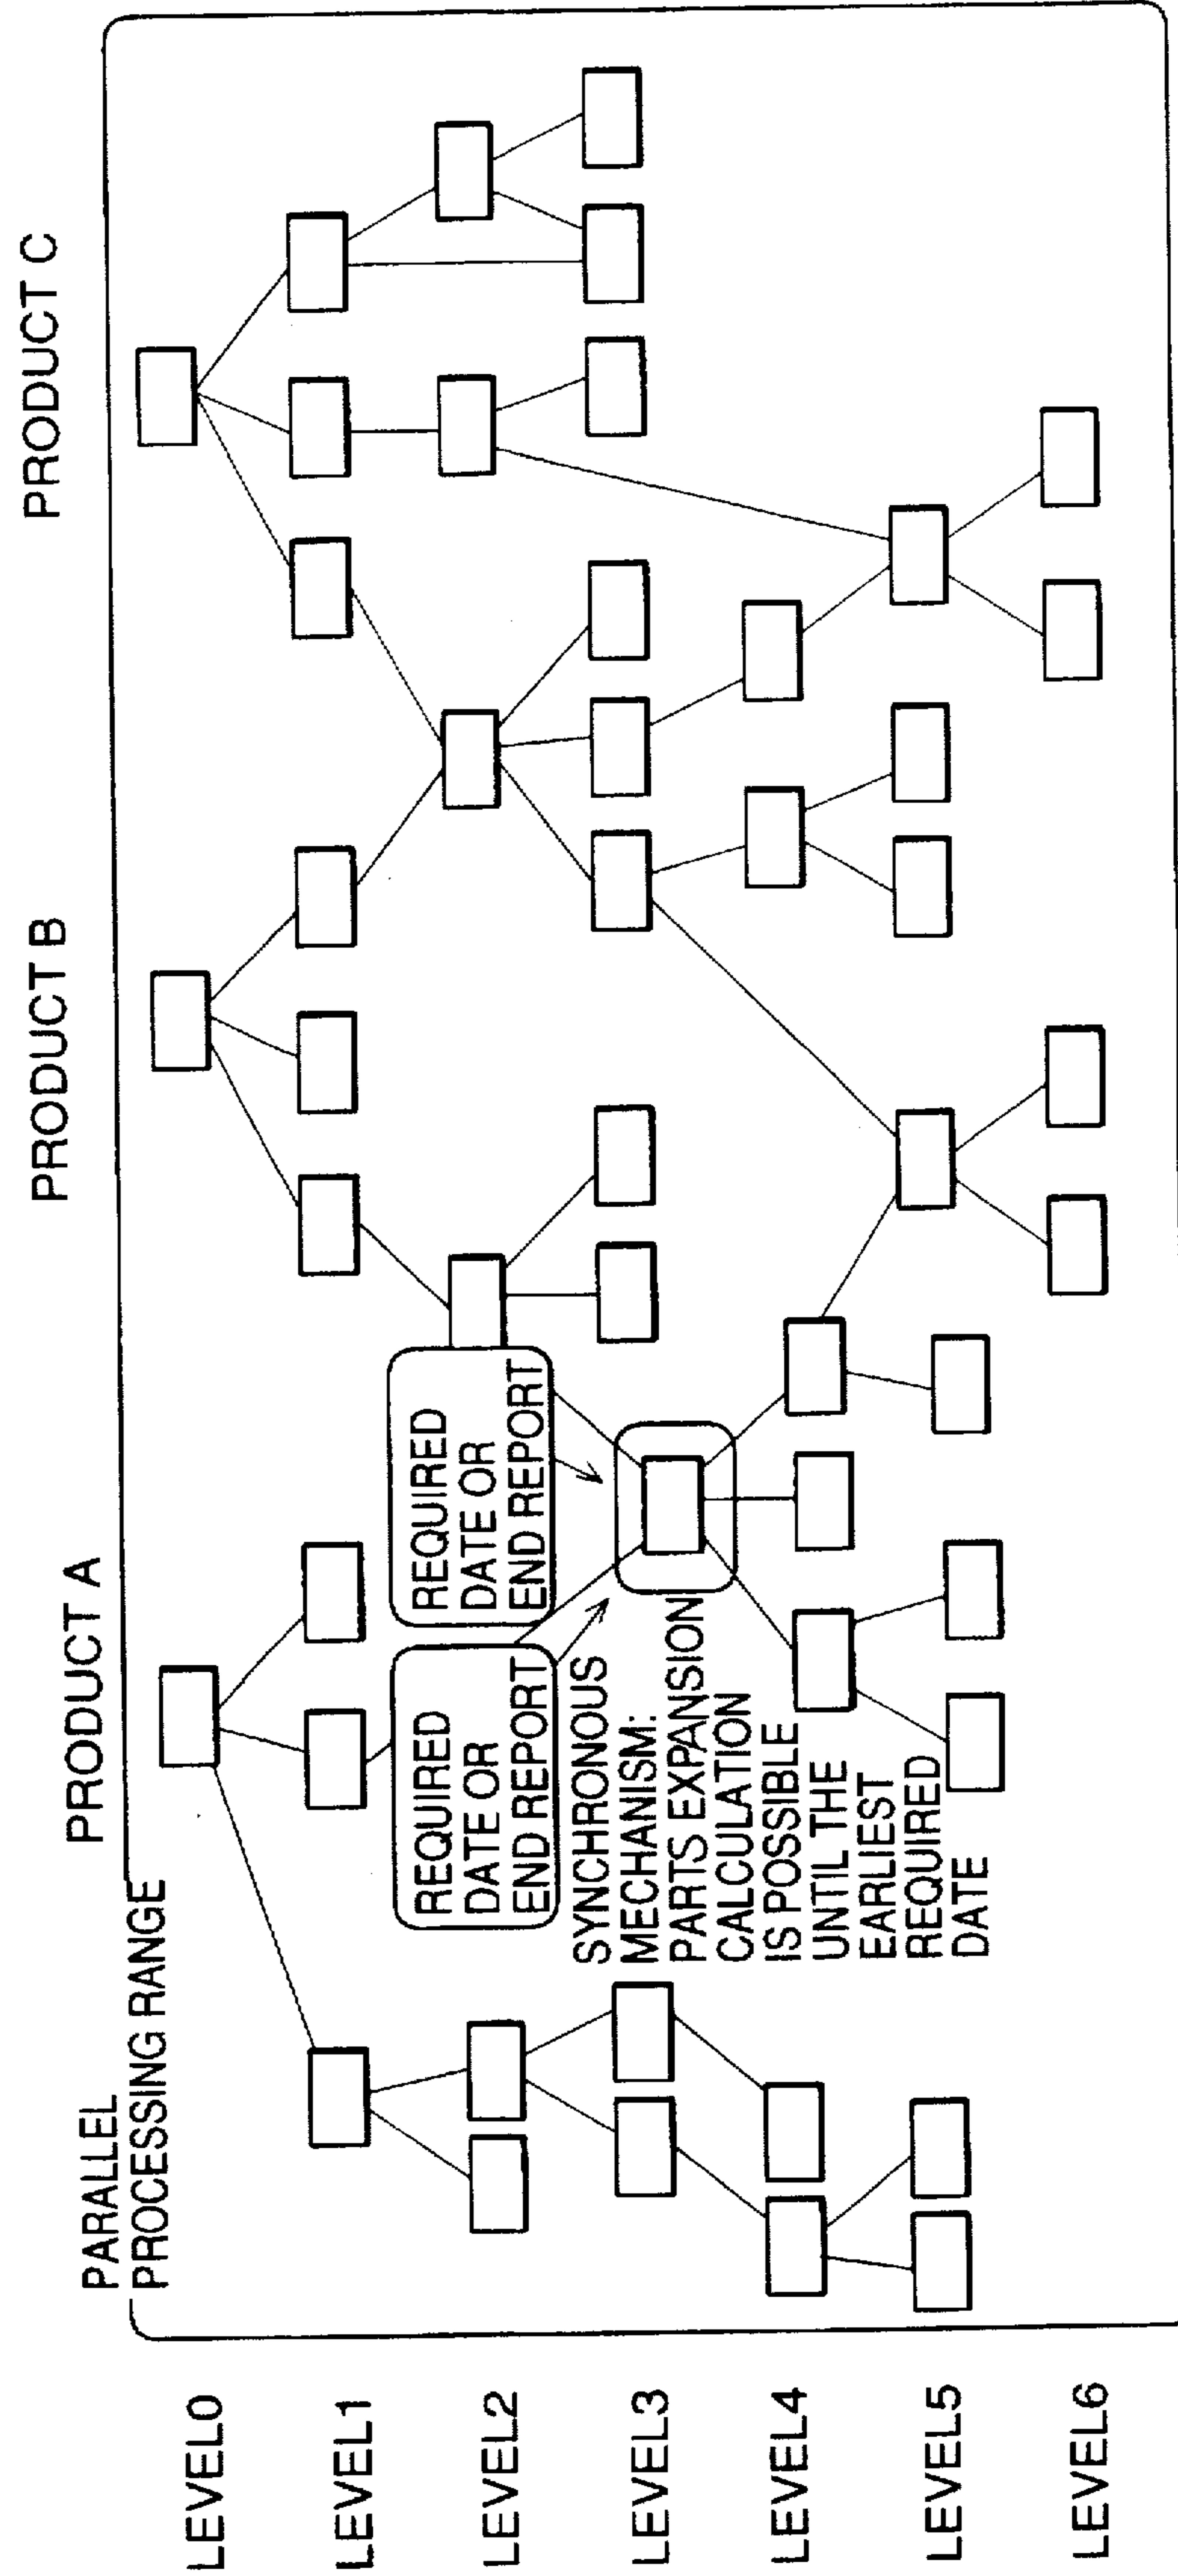 PARALLEL
PROCESSING RANGE
PRODUCT A
PRODUCT B
PRODUCT C
LEVEL0
LEVEL1
LEVEL2
LEVEL3
LEVEL4
LEVEL5
LEVEL6
REQUIRED
DATE OR
END REPORT
REQUIRED
DATE OR
END REPORT
SYNCHRONOUS
MECHANISM:
PARTS EXPANSION
CALCULATION
IS POSSIBLE
UNTIL THE
EARLIEST
REQUIRED
DATE